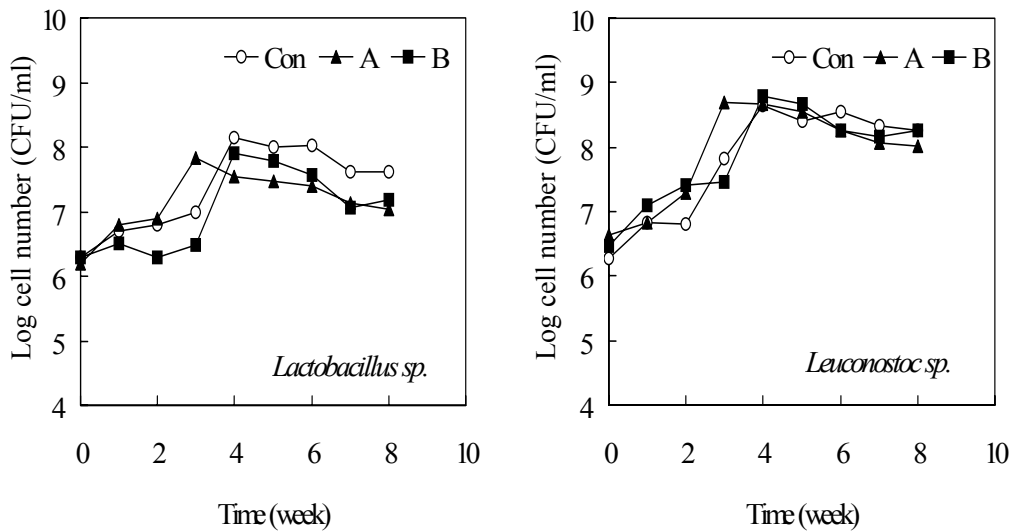 10
9
8
7
6
5
4
0 2 4 6 8 10
Log cell number (CFU/ml)
Time (week)
Con A B
Lactobacillus sp.
10
9
8
7
6
5
4
0 2 4 6 8 10
Log cell number (CFU/ml)
Time (week)
Con A B
Leuconostoc sp.